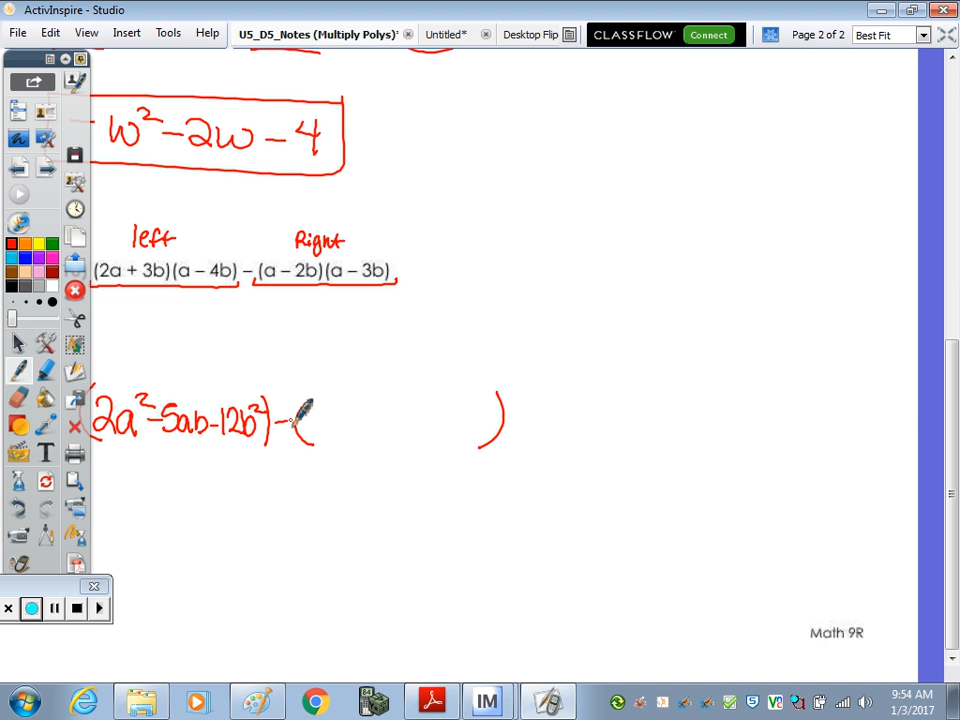 ActivInspire - Studio
File Edit View Insert Tools Help U5_D5_Notes (Multiply Polys)* Untitled* Desktop Flip CLASSFLOW Connect Page 2 of 2 Best Fit
w² - 2w - 4
left Right
(2a + 3b)(a – 4b) – (a – 2b)(a – 3b)
(2a² - 5ab - 12b²) - ( )
Math 9R
9:54 AM
1/3/2017